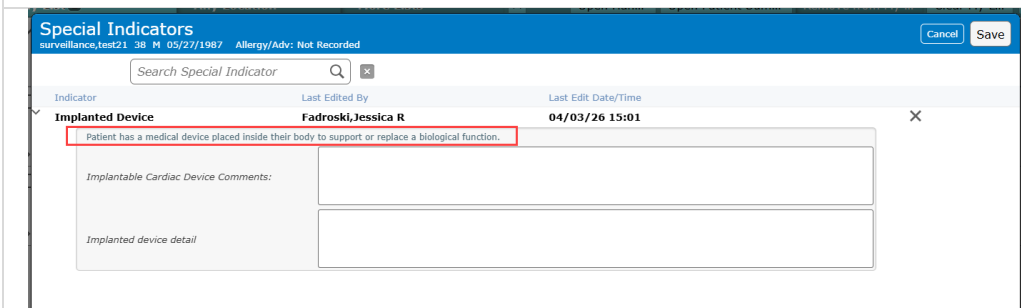 Special Indicators
surveillance,test21 38 M 05/27/1987 Allergy/Adv: Not Recorded
Cancel Save
Search Special Indicator
Indicator Last Edited By Last Edit Date/Time
Implanted Device Fadroski,Jessica R 04/03/26 15:01
Patient has a medical device placed inside their body to support or replace a biological function.
Implantable Cardiac Device Comments:
Implanted device detail